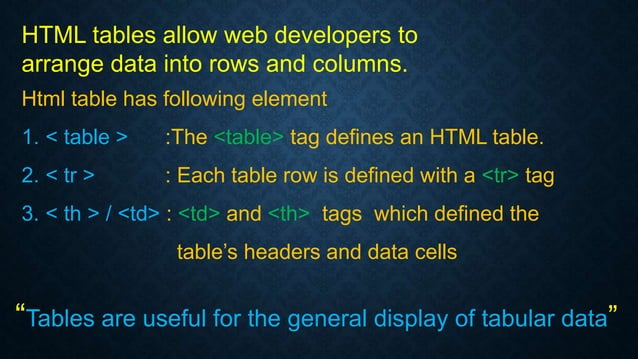 HTML tables allow web developers to
arrange data into rows and columns.
Html table has following element
1. < table > :The <table> tag defines an HTML table.
2. < tr > : Each table row is defined with a <tr> tag
3. < th > / <td> : <td> and <th> tags which defined the
table’s headers and data cells
“Tables are useful for the general display of tabular data”